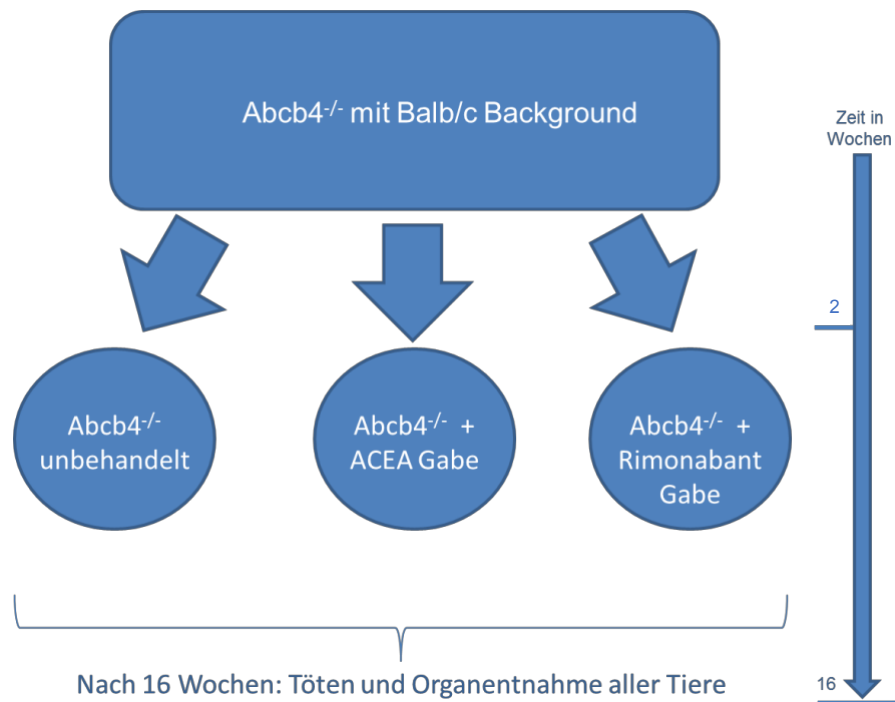 Abcb4-/- mit Balb/c Background
Zeit in
Wochen
2
Abcb4-/-
unbehandelt
Abcb4-/- +
ACEA Gabe
Abcb4-/- +
Rimonabant
Gabe
Nach 16 Wochen: Töten und Organentnahme aller Tiere
16